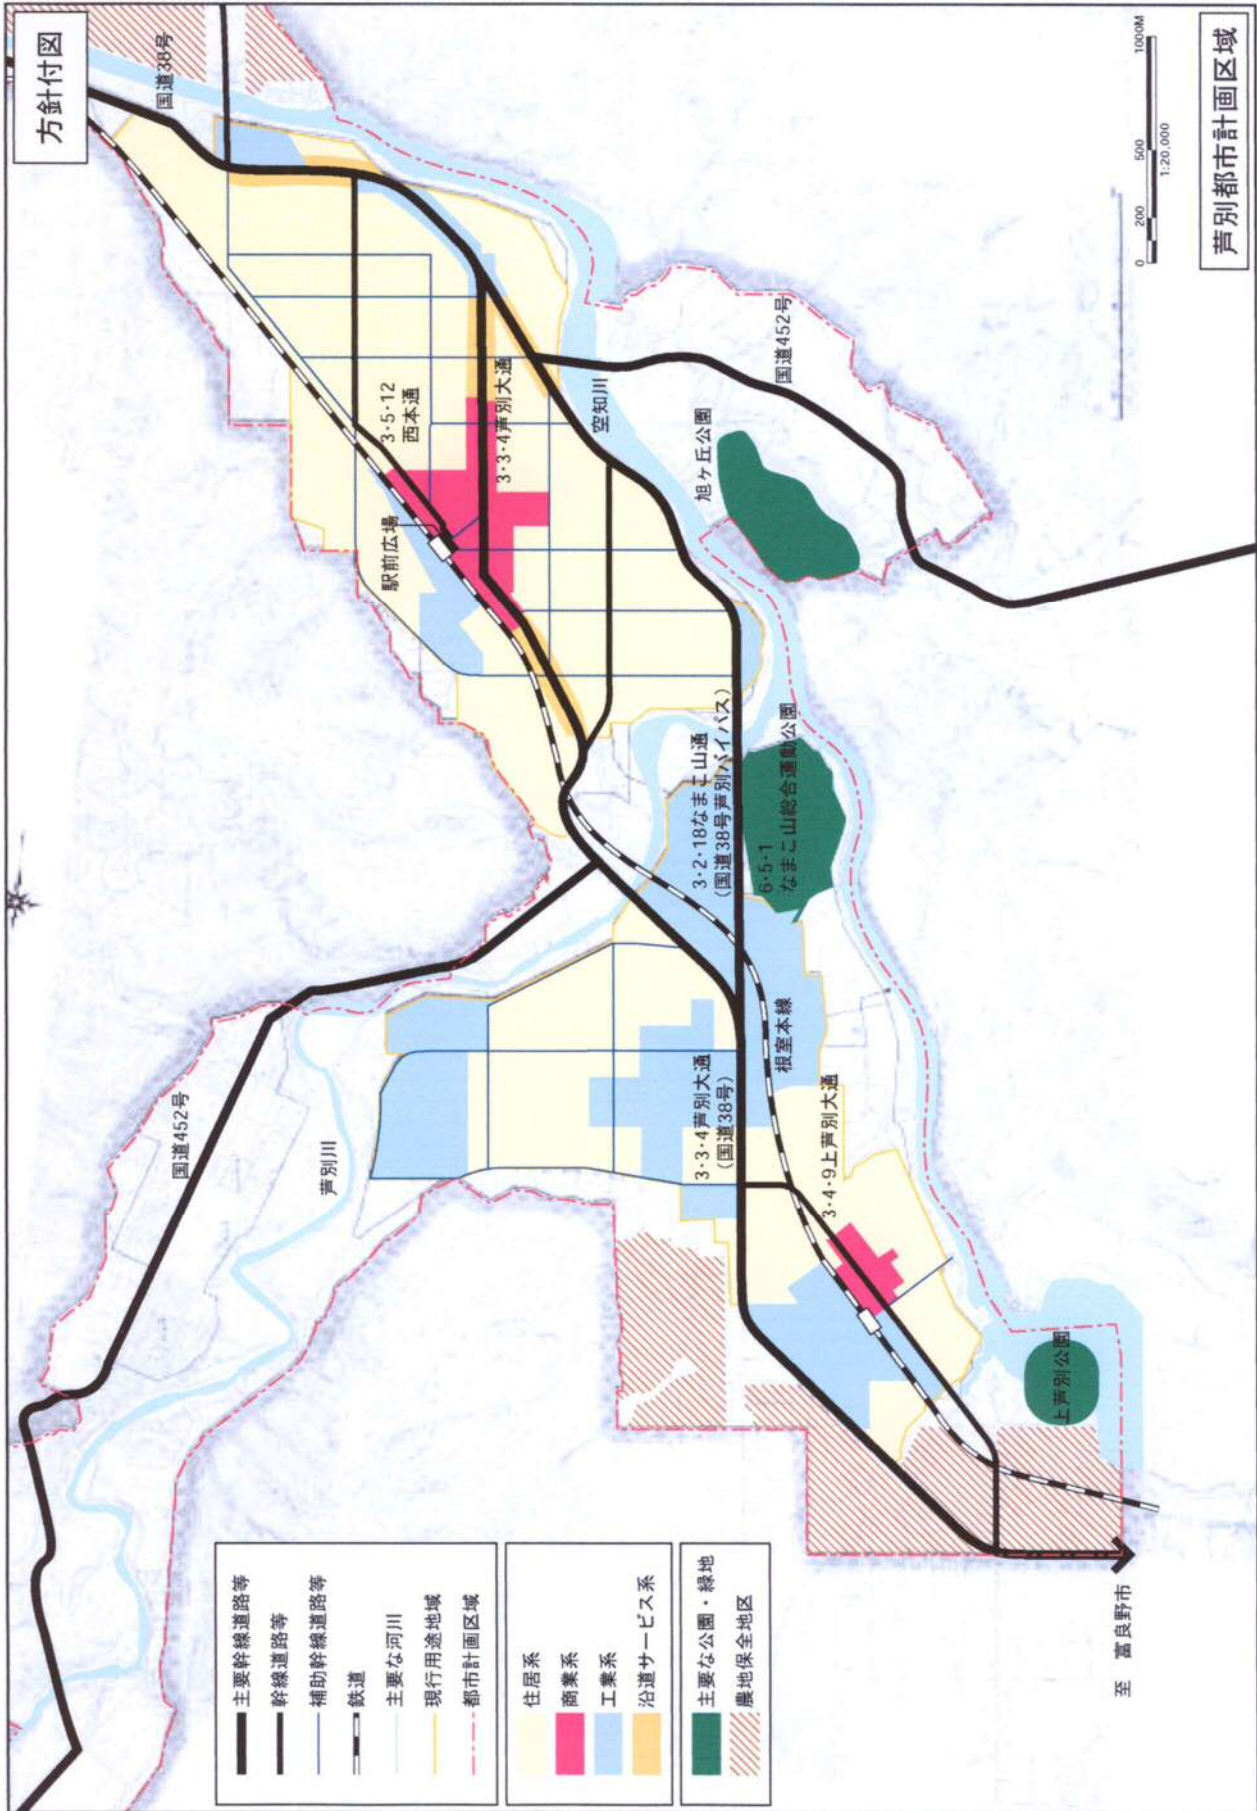 方針付図
国道38号
3・5・12
西本通
駅前広場
3・3・4芦別大通
空知川
国道452号
旭ヶ丘公園
3・2・18なまこ山通
(国道38号芦別バイパス)
6・5・1
なまこ山総合運動公園
国道452号
芦別川
3・3・4芦別大通
(国道38号)
根室本線
3・4・9上芦別大通
上芦別公園
至 富良野市
主要幹線道路等
幹線道路等
補助幹線道路等
鉄道
主要な河川
現行用途地域
都市計画区域
住居系
商業系
工業系
沿道サービス系
主要な公園・緑地
農地保全地区
0 200 500 1000M
1:20,000
芦別都市計画区域